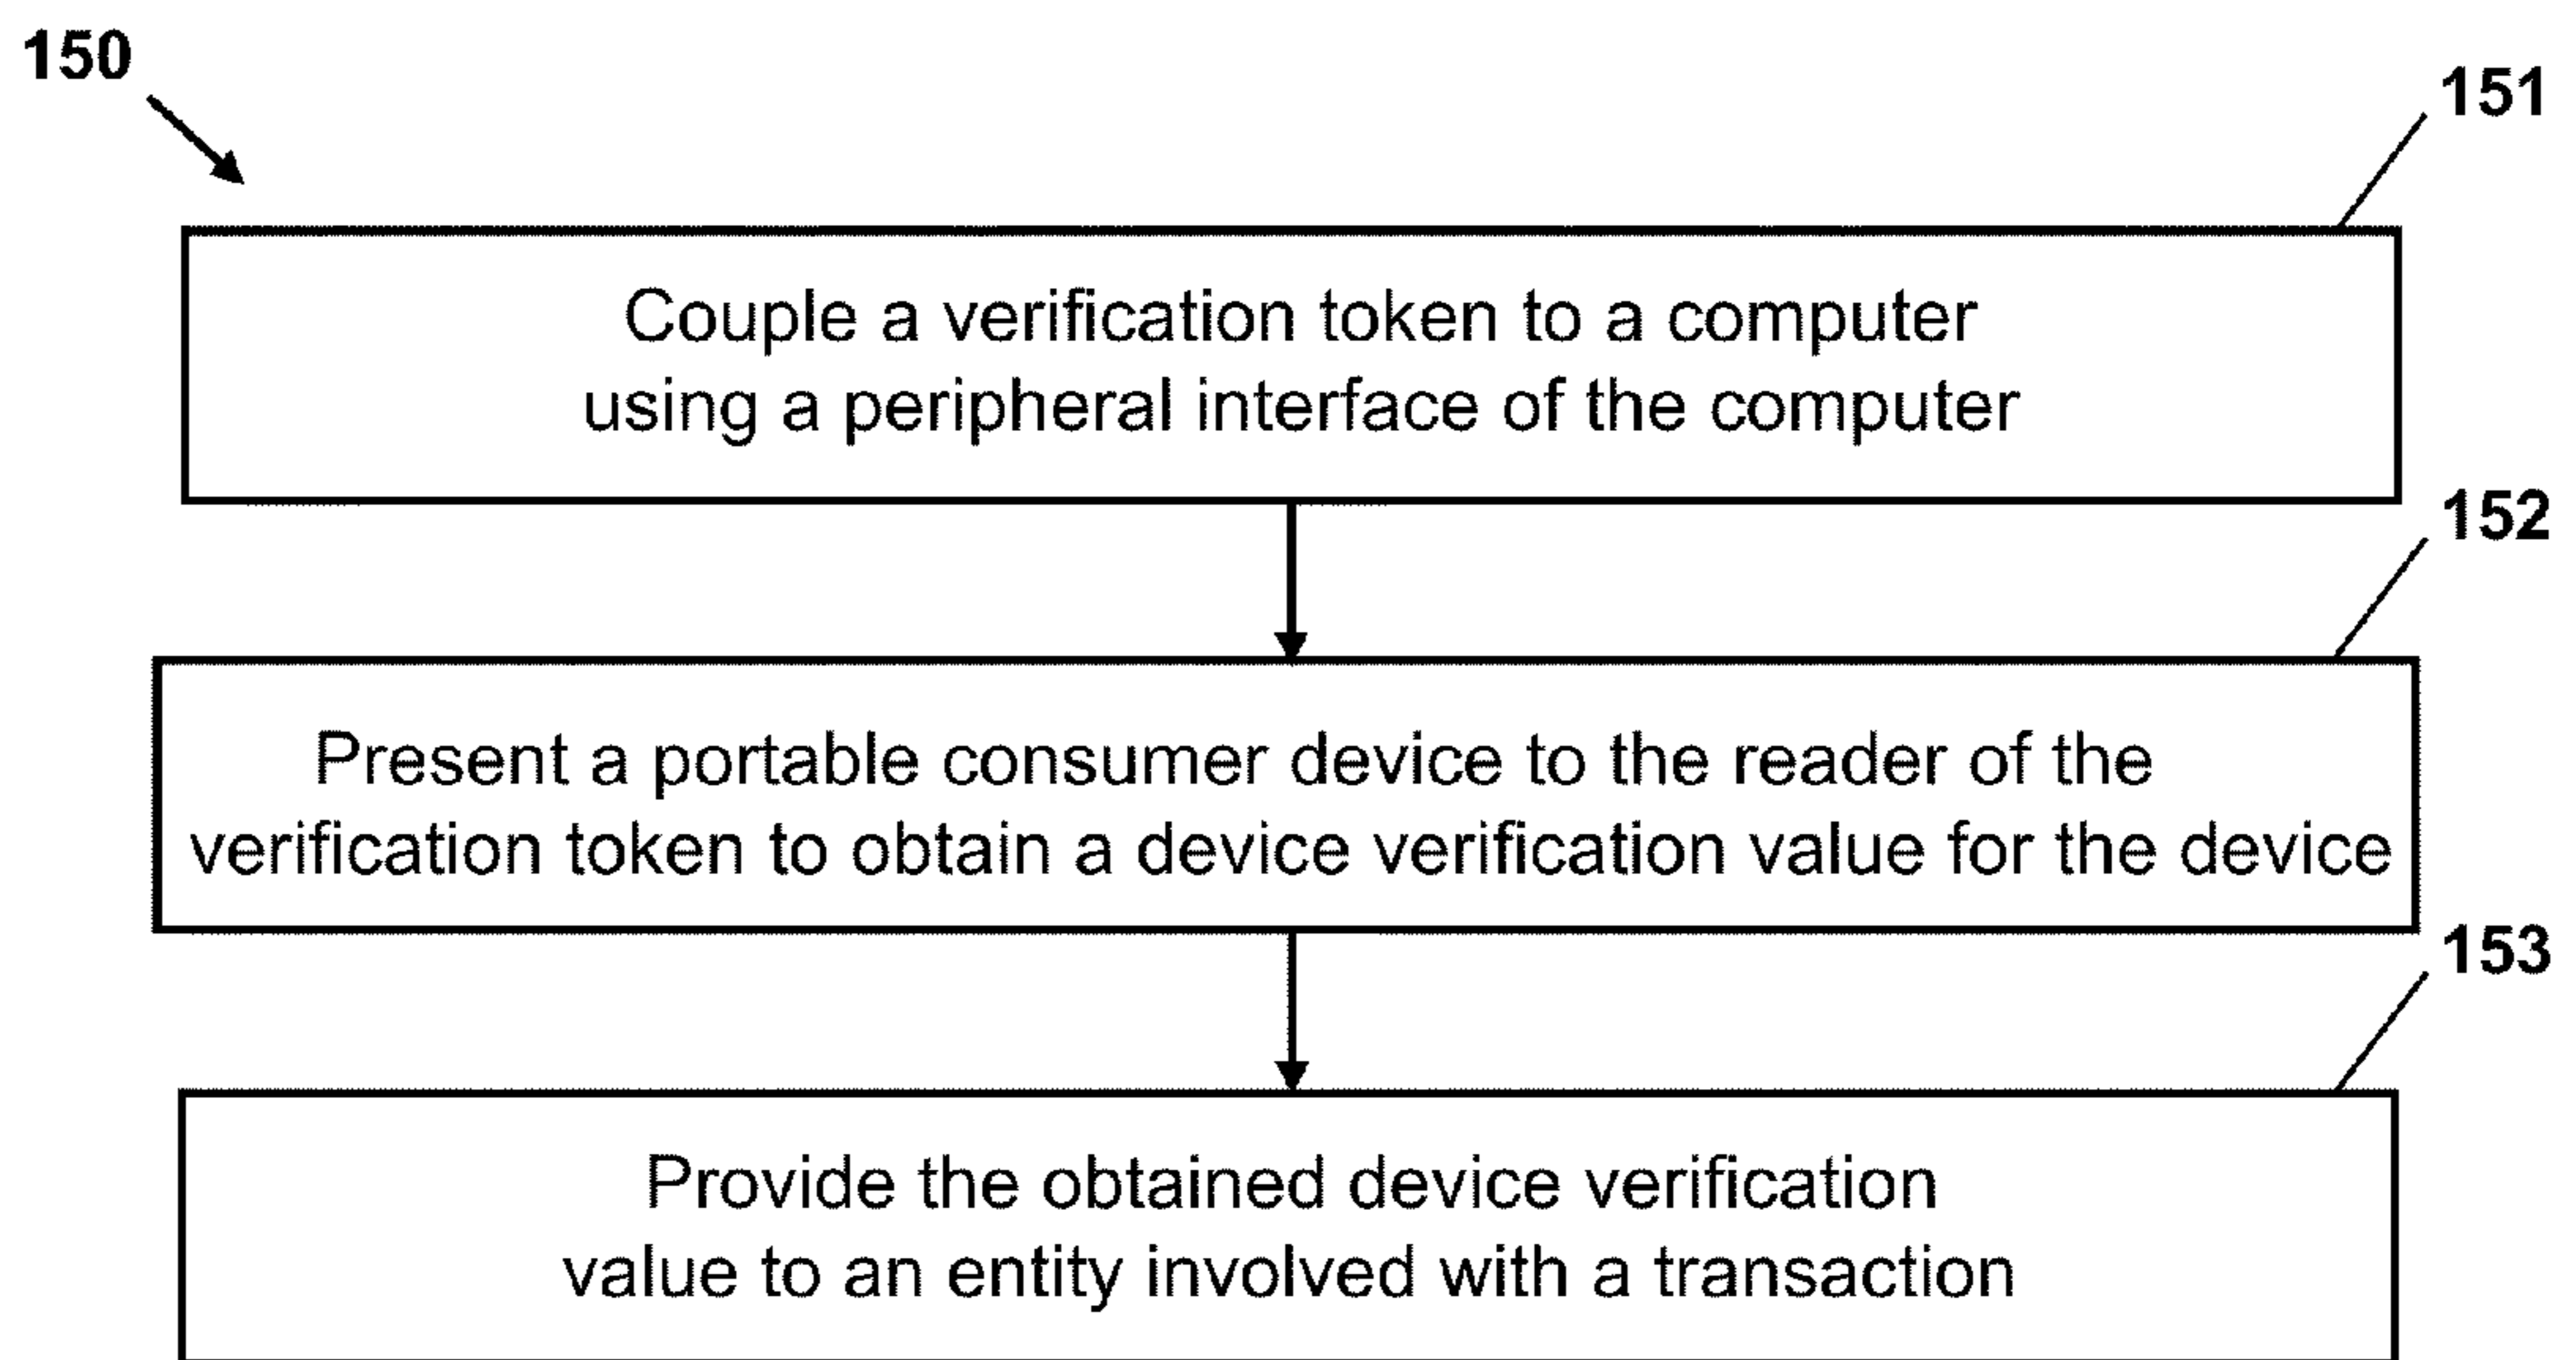 150
151
Couple a verification token to a computer
using a peripheral interface of the computer
152
Present a portable consumer device to the reader of the
verification token to obtain a device verification value for the device
153
Provide the obtained device verification
value to an entity involved with a transaction